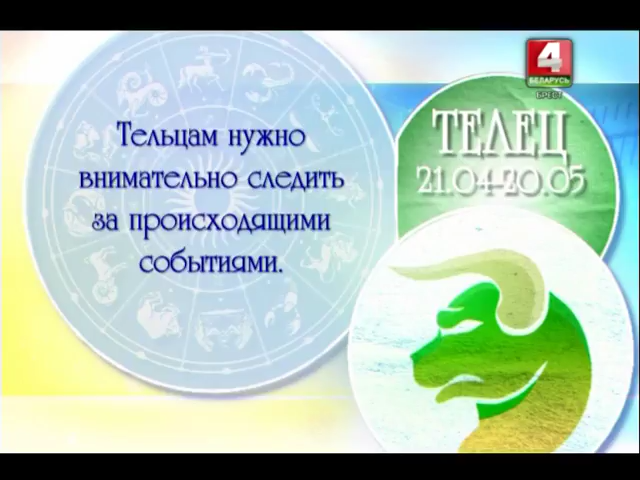 4
БЕЛАРУСЬ
БРЕСТ
ТЕЛЕЦ
21.04-20.05
Тельцам нужно
внимательно следить
за происходящими
событиями.